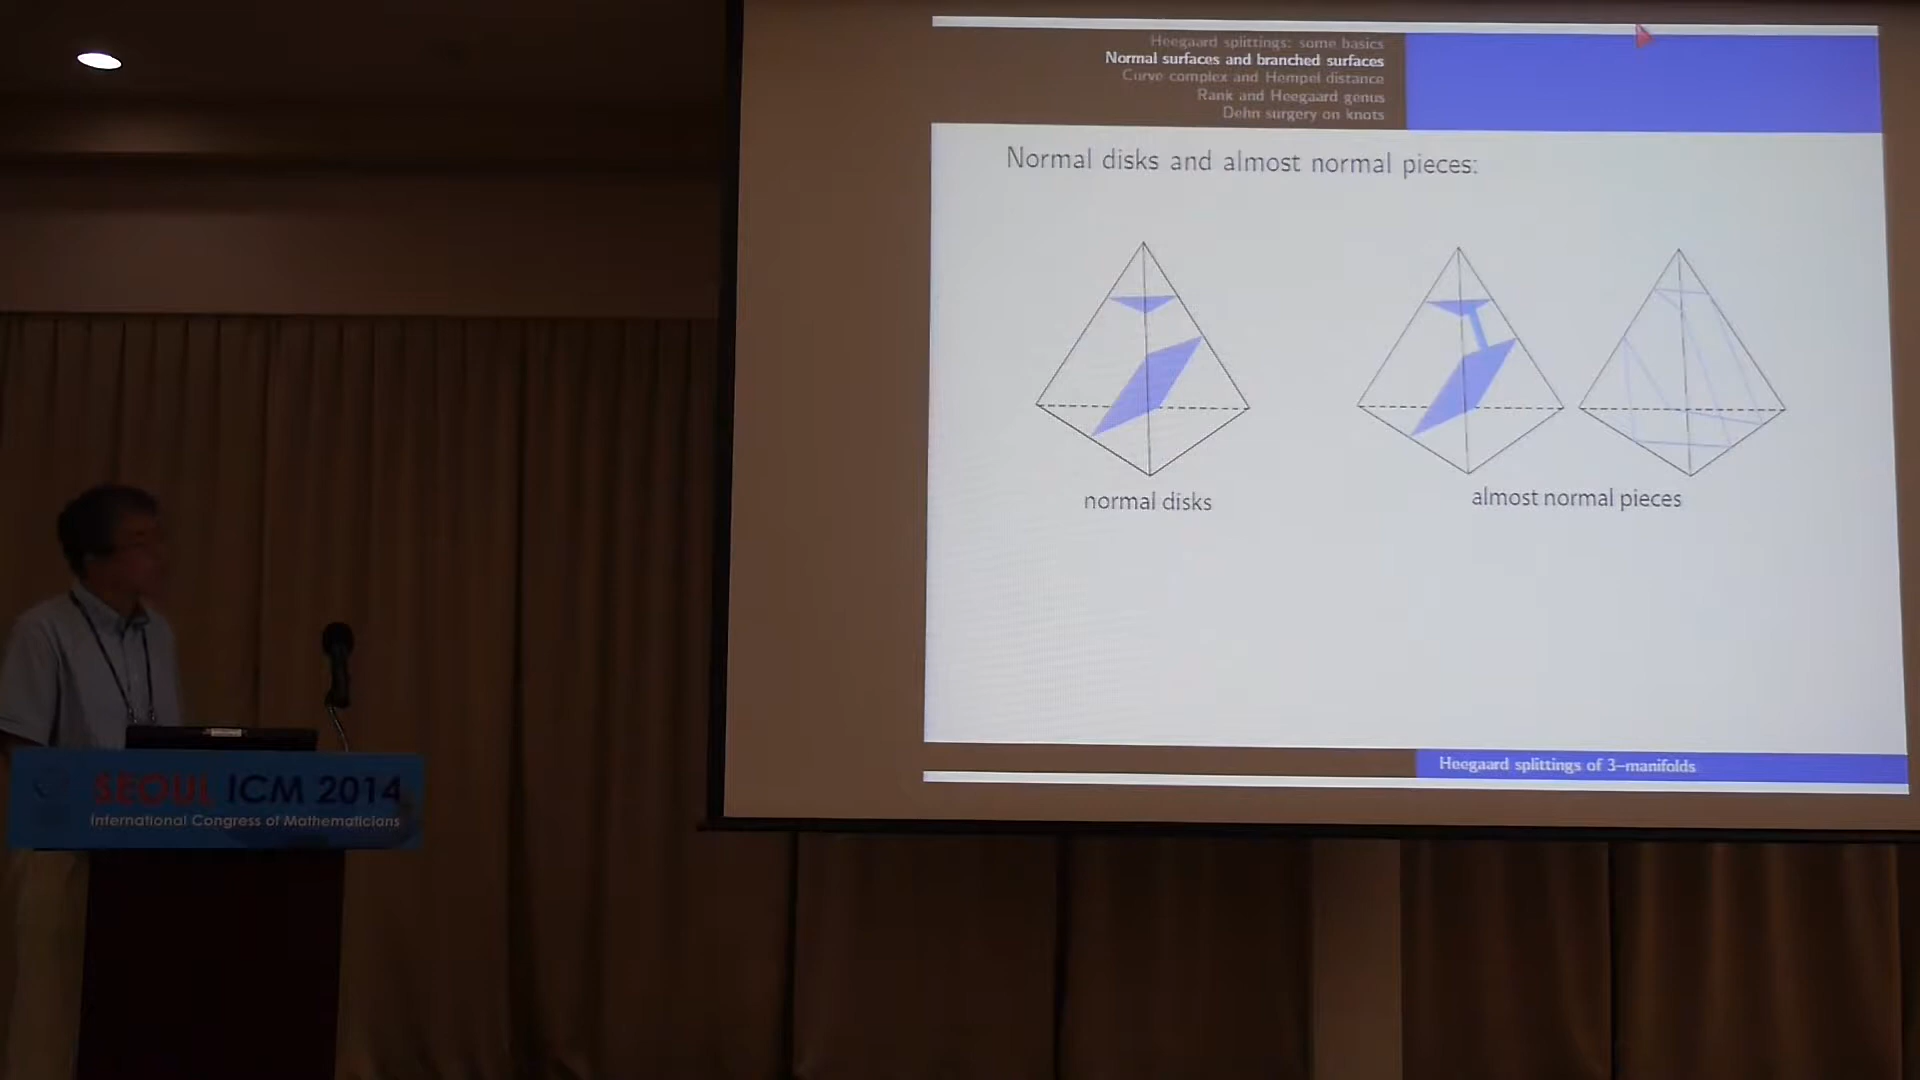 Heegaard splittings: some basics
Normal surfaces and branched surfaces
Curve complex and Hempel distance
Rank and Heegaard genus
Dehn surgery on knots
Normal disks and almost normal pieces:
normal disks
almost normal pieces
Heegaard splittings of 3–manifolds
SEOUL ICM 2014
International Congress of Mathematicians